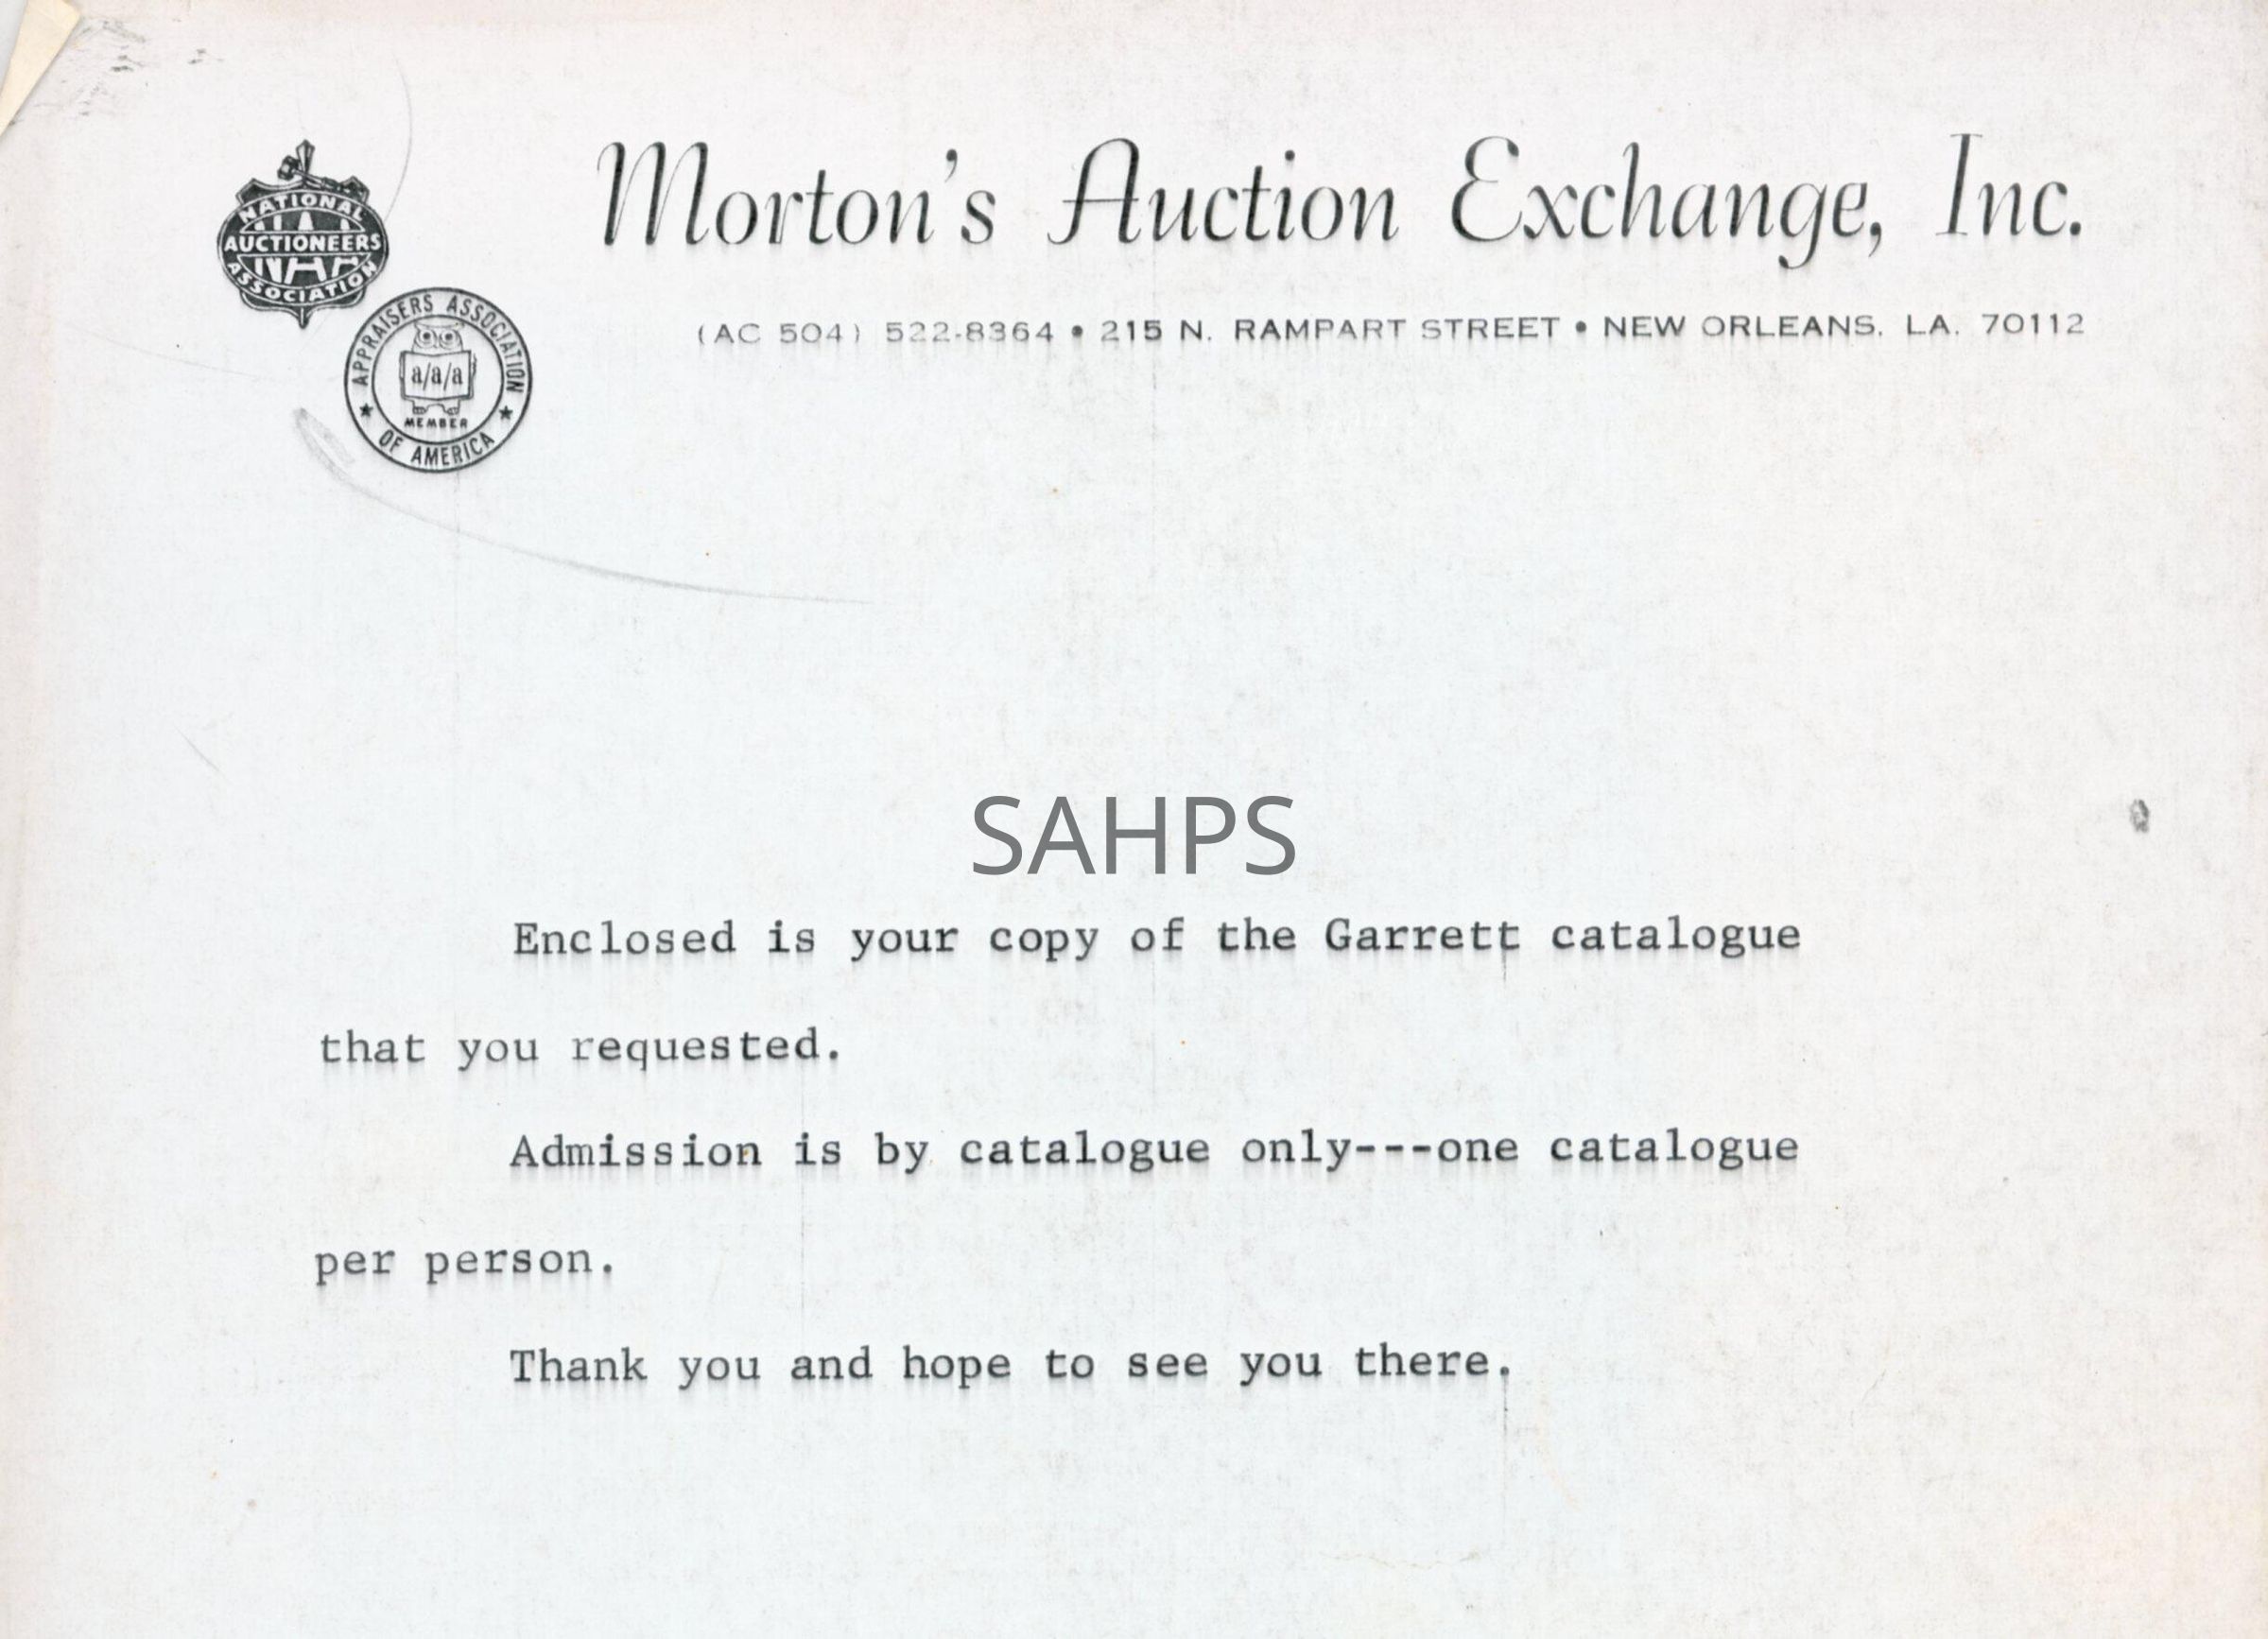 Morton's Auction Exchange, Inc.
NATIONAL
AUCTIONEERS
NAA
ASSOCIATION
(AC 504) 522-8364 • 215 N. RAMPART STREET • NEW ORLEANS, LA. 70112
APPRAISERS ASSOCIATION
a/a/a
MEMBER
OF AMERICA
SAHPS
Enclosed is your copy of the Garrett catalogue
that you requested.
Admission is by catalogue only---one catalogue
per person.
Thank you and hope to see you there.